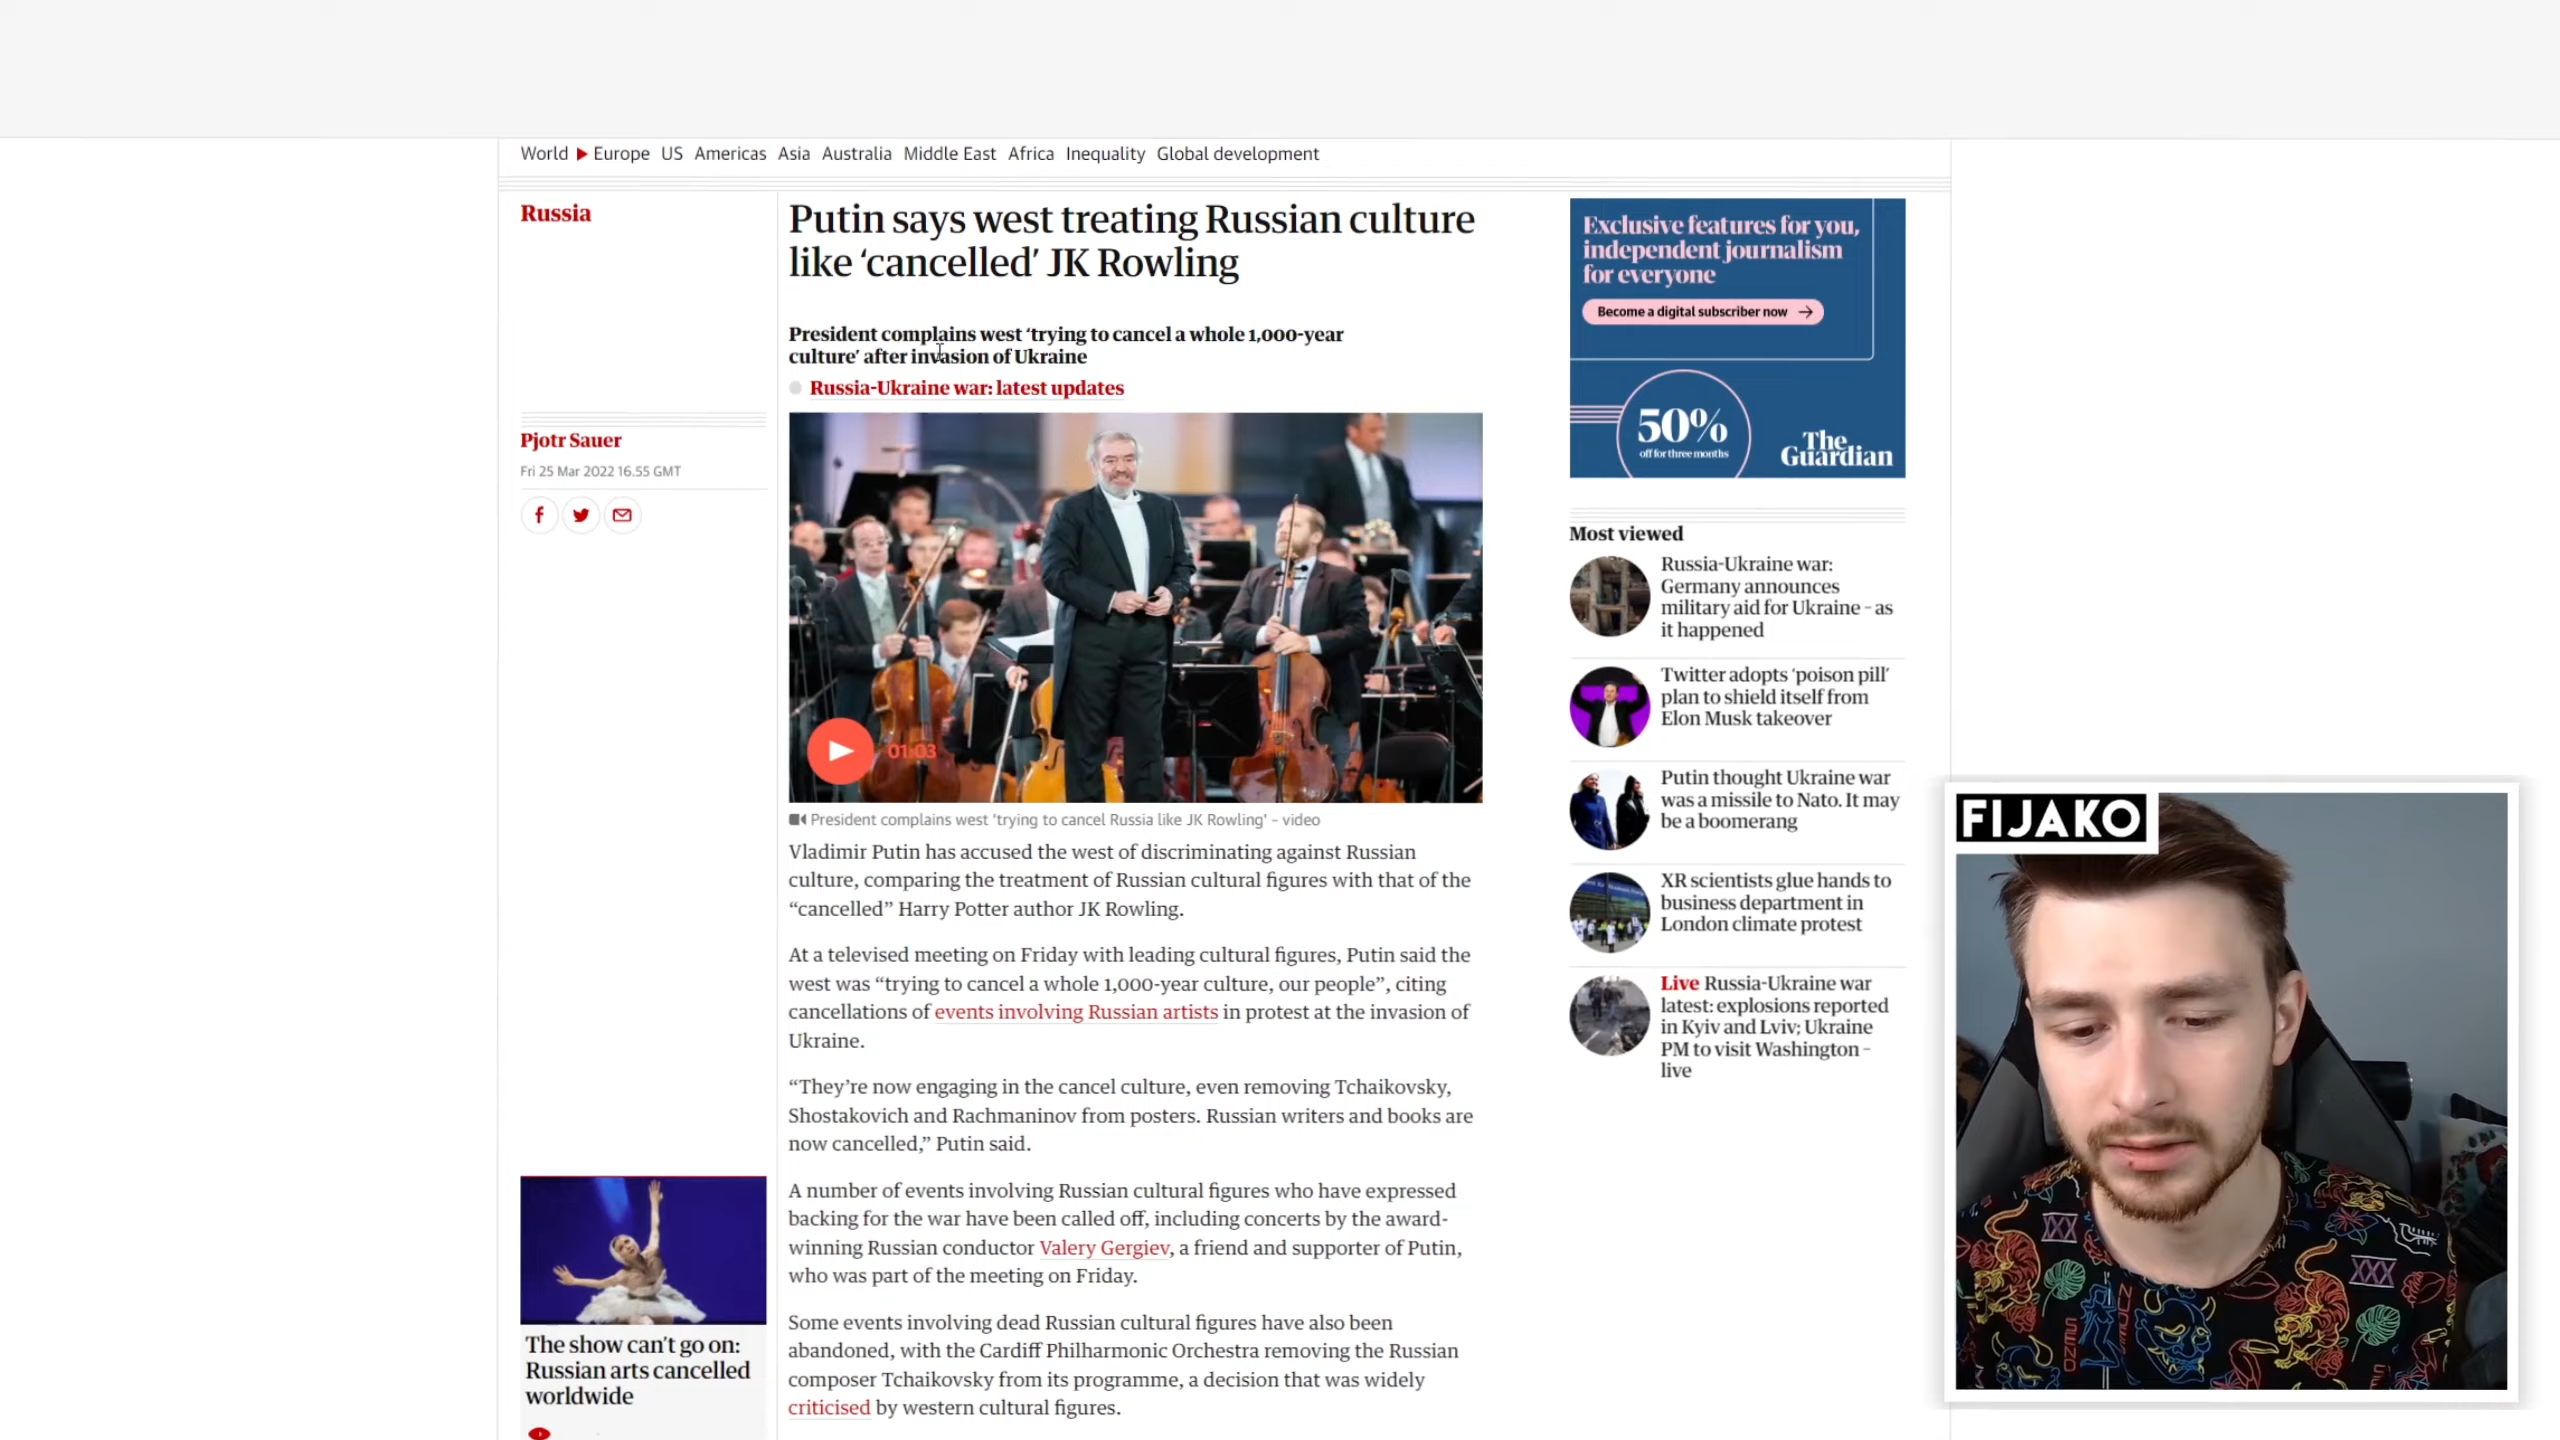 World Europe US Americas Asia Australia Middle East Africa Inequality Global development
Russia
Putin says west treating Russian culture
like ‘cancelled’ JK Rowling
President complains west ‘trying to cancel a whole 1,000-year
culture’ after invasion of Ukraine
Russia-Ukraine war: latest updates
Pjotr Sauer
Fri 25 Mar 2022 16.55 GMT
01:03
President complains west 'trying to cancel Russia like JK Rowling' – video
Vladimir Putin has accused the west of discriminating against Russian
culture, comparing the treatment of Russian cultural figures with that of the
“cancelled” Harry Potter author JK Rowling.
At a televised meeting on Friday with leading cultural figures, Putin said the
west was “trying to cancel a whole 1,000-year culture, our people”, citing
cancellations of events involving Russian artists in protest at the invasion of
Ukraine.
“They’re now engaging in the cancel culture, even removing Tchaikovsky,
Shostakovich and Rachmaninov from posters. Russian writers and books are
now cancelled,” Putin said.
A number of events involving Russian cultural figures who have expressed
backing for the war have been called off, including concerts by the award-
winning Russian conductor Valery Gergiev, a friend and supporter of Putin,
who was part of the meeting on Friday.
Some events involving dead Russian cultural figures have also been
abandoned, with the Cardiff Philharmonic Orchestra removing the Russian
composer Tchaikovsky from its programme, a decision that was widely
criticised by western cultural figures.
The show can’t go on:
Russian arts cancelled
worldwide
Exclusive features for you,
independent journalism
for everyone
Become a digital subscriber now
50%
off for three months
The
Guardian
Most viewed
Russia-Ukraine war:
Germany announces
military aid for Ukraine – as
it happened
Twitter adopts ‘poison pill’
plan to shield itself from
Elon Musk takeover
Putin thought Ukraine war
was a missile to Nato. It may
be a boomerang
XR scientists glue hands to
business department in
London climate protest
Live Russia-Ukraine war
latest: explosions reported
in Kyiv and Lviv; Ukraine
PM to visit Washington –
live
FIJAKO
XXX
XXX